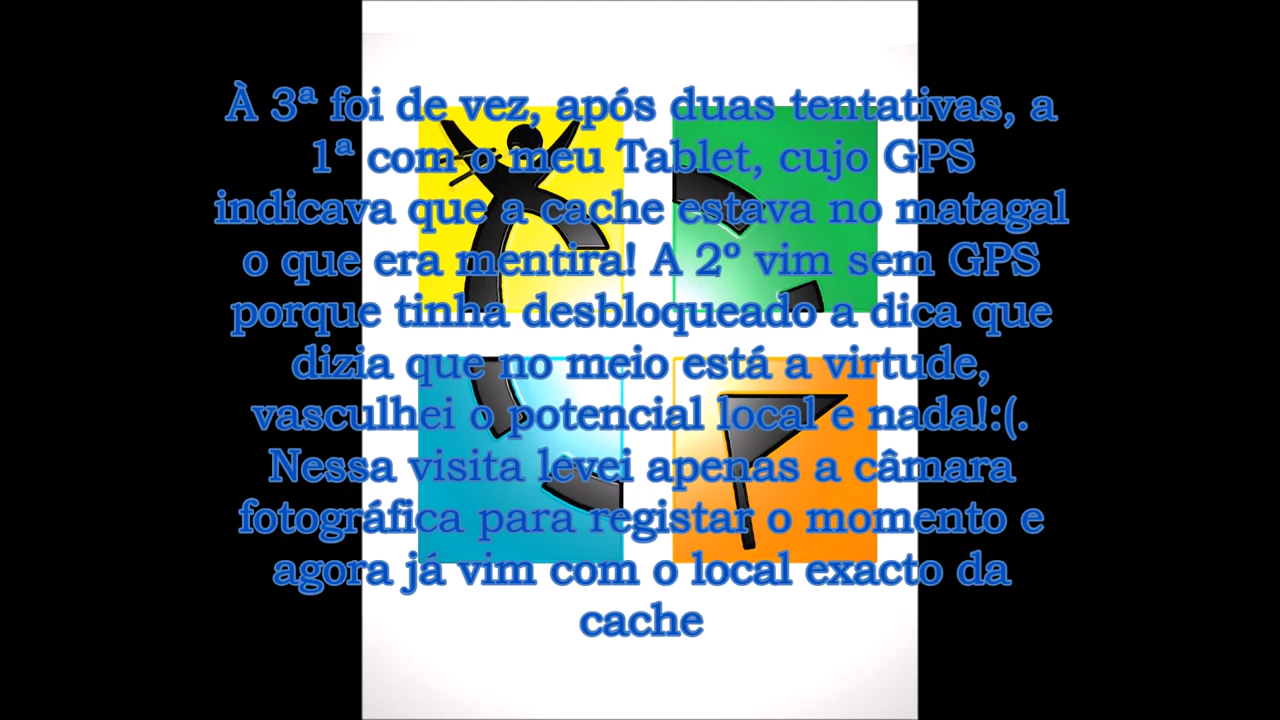 À 3ª foi de vez, após duas tentativas, a
1ª com o meu Tablet, cujo GPS
indicava que a cache estava no matagal
o que era mentira! A 2º vim sem GPS
porque tinha desbloqueado a dica que
dizia que no meio está a virtude,
vasculhei o potencial local e nada!:(.
Nessa visita levei apenas a câmara
fotográfica para registar o momento e
agora já vim com o local exacto da
cache